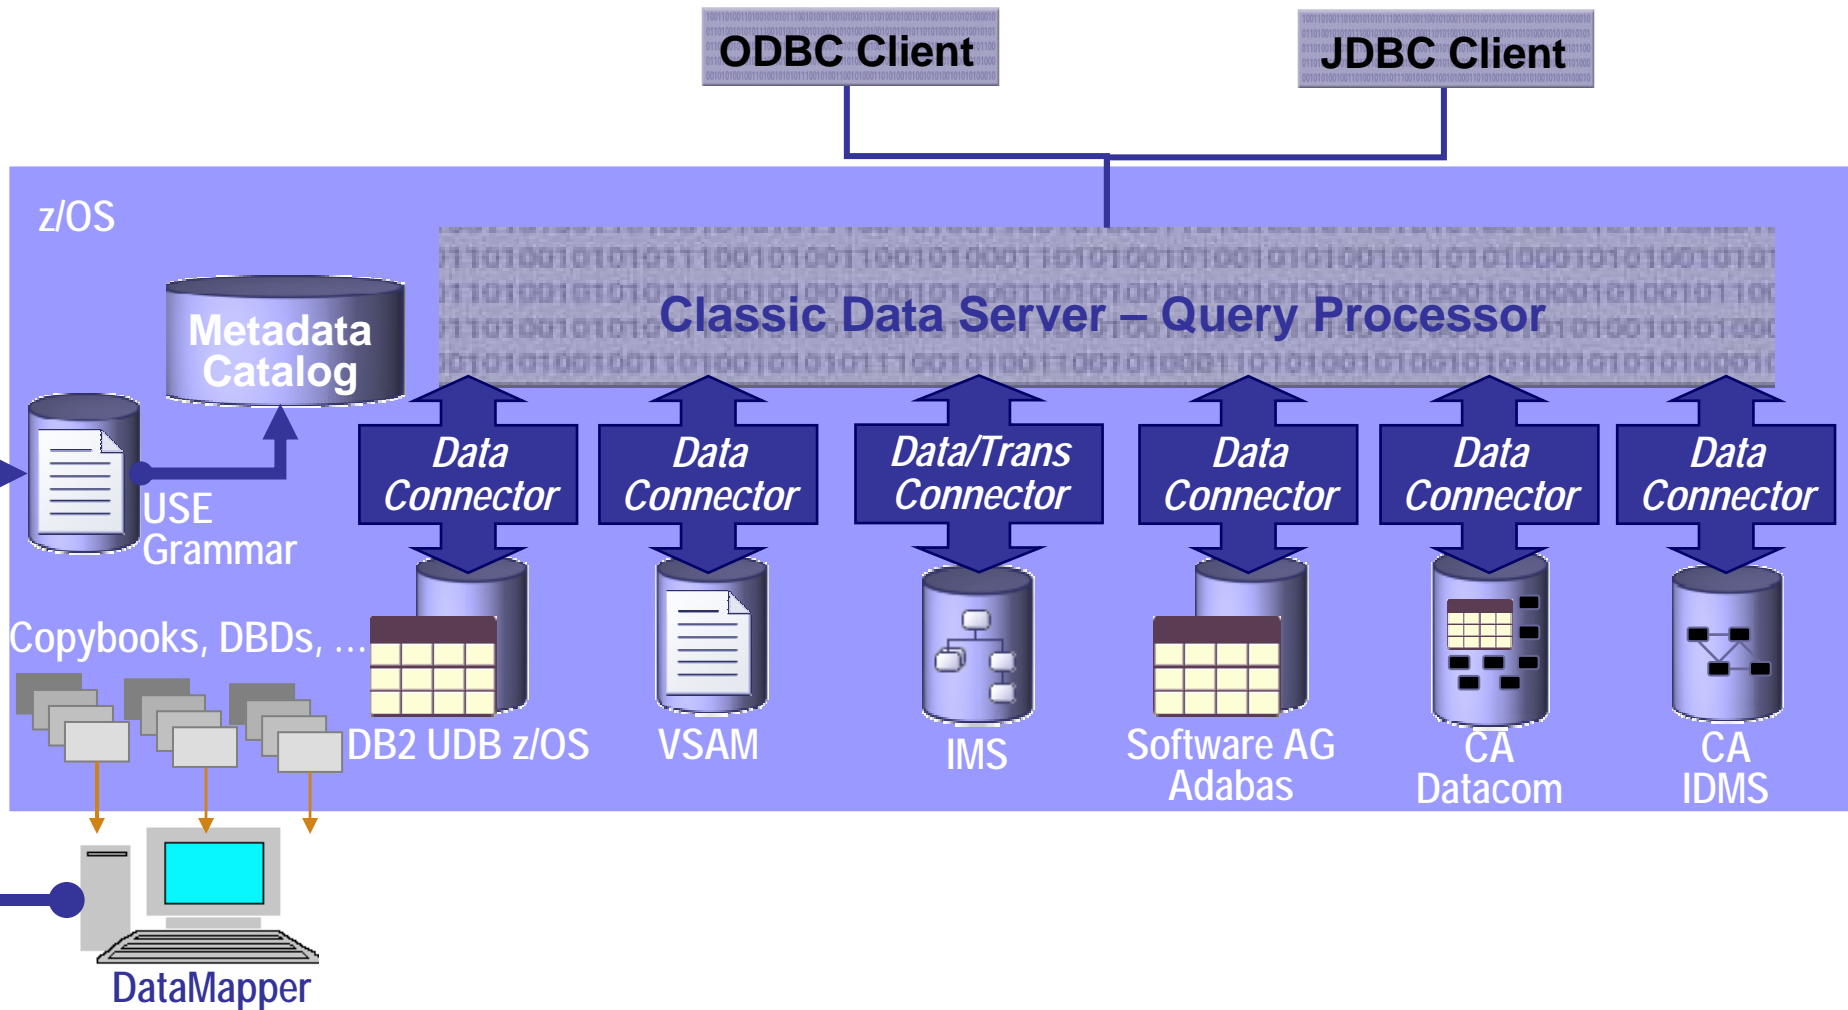 ODBC Client
JDBC Client
z/OS
Classic Data Server – Query Processor
Metadata
Catalog
USE
Grammar
Data
Connector
Data
Connector
Data/Trans
Connector
Data
Connector
Data
Connector
Data
Connector
Copybooks, DBDs, ...
DB2 UDB z/OS
VSAM
IMS
Software AG
Adabas
CA
Datacom
CA
IDMS
DataMapper